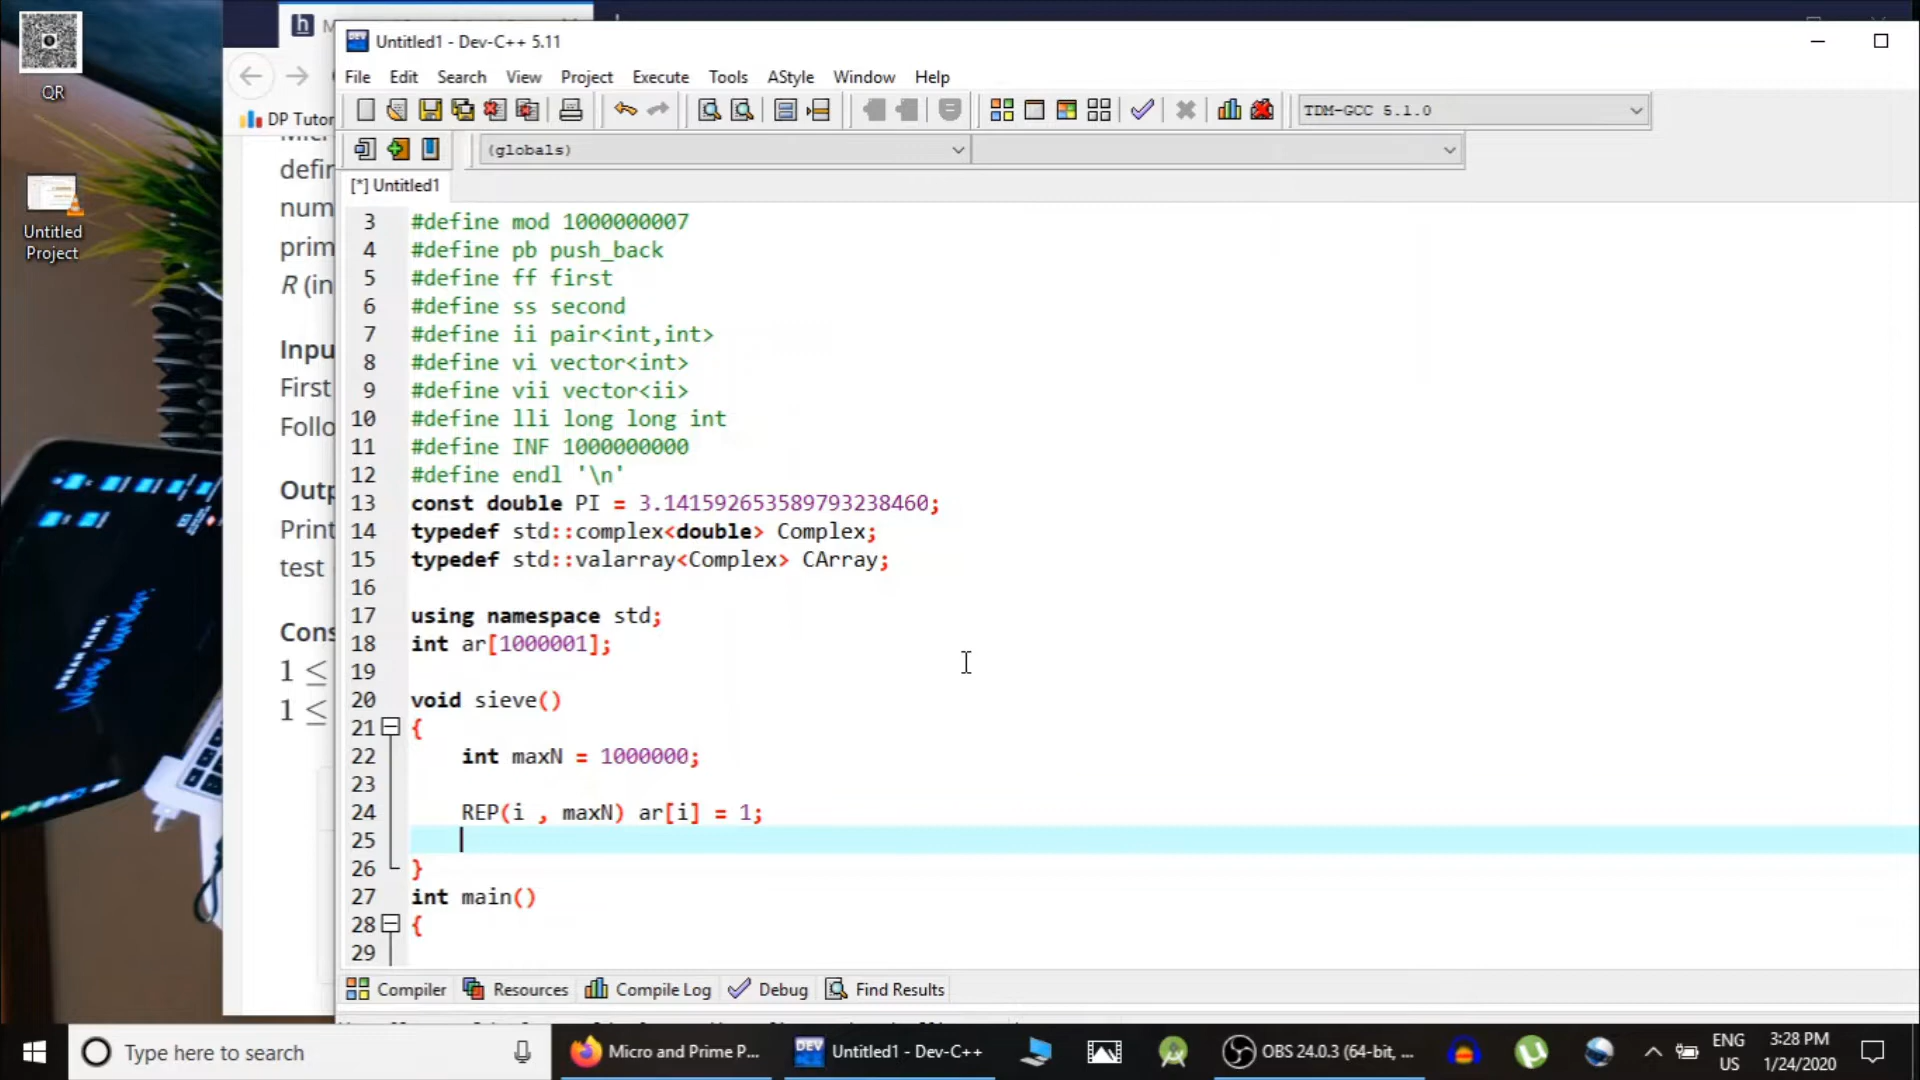 QR
Untitled
Project
Untitled1 - Dev-C++ 5.11
File Edit Search View Project Execute Tools AStyle Window Help
DP Tutor
TDM-GCC 5.1.0
(globals)
[*] Untitled1
defin
num
prim
R (in
Inpu
First
Follo
Outp
Print
test
Cons
1 ≤
1 ≤
3 #define mod 1000000007
4 #define pb push_back
5 #define ff first
6 #define ss second
7 #define ii pair<int,int>
8 #define vi vector<int>
9 #define vii vector<ii>
10 #define lli long long int
11 #define INF 1000000000
12 #define endl '\n'
13 const double PI = 3.141592653589793238460;
14 typedef std::complex<double> Complex;
15 typedef std::valarray<Complex> CArray;
16
17 using namespace std;
18 int ar[1000001];
19
20 void sieve()
21 {
22 int maxN = 1000000;
23
24 REP(i , maxN) ar[i] = 1;
25
26 }
27 int main()
28 {
29
Compiler Resources Compile Log Debug Find Results
Type here to search
Micro and Prime P...
Untitled1 - Dev-C++
OBS 24.0.3 (64-bit, ...
ENG
US
3:28 PM
1/24/2020